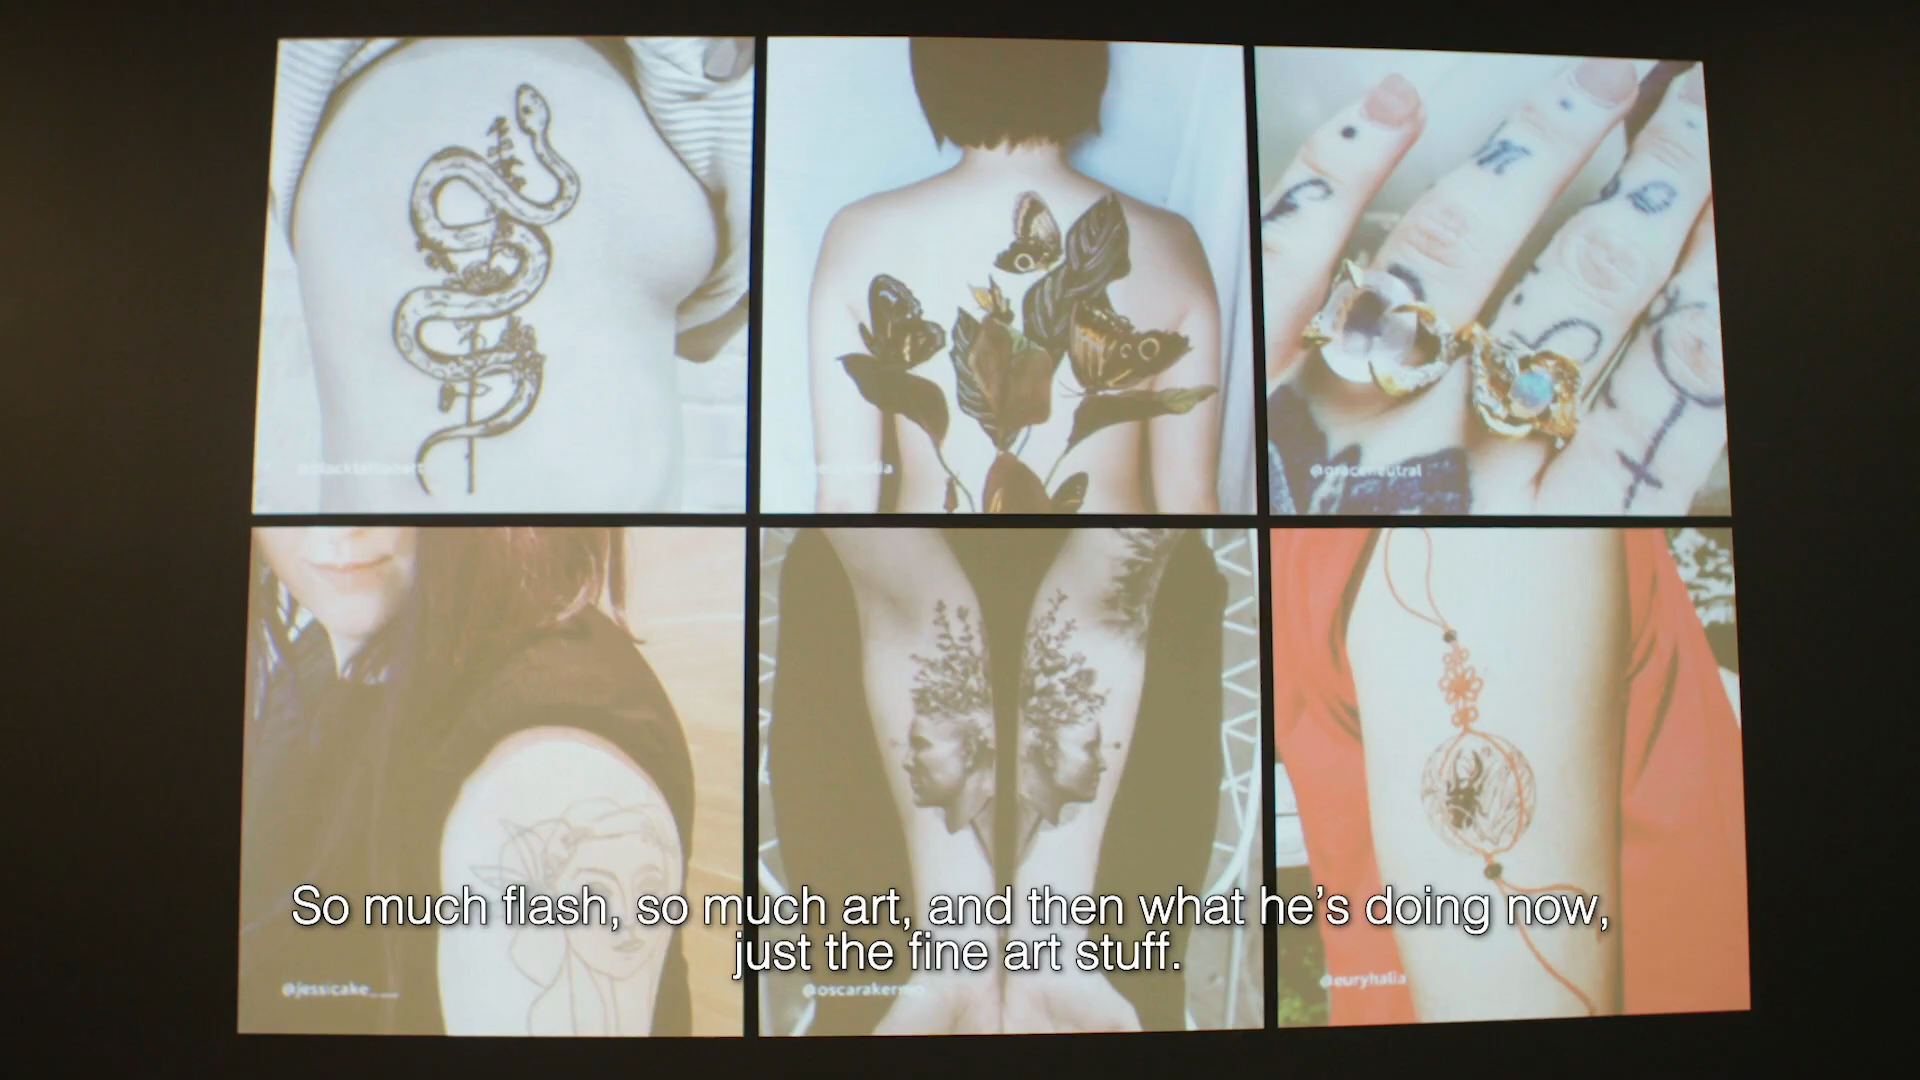 @graceneutral
So much flash, so much art, and then what he's doing now,
just the fine art stuff.
@jessicake___
@euryhalia